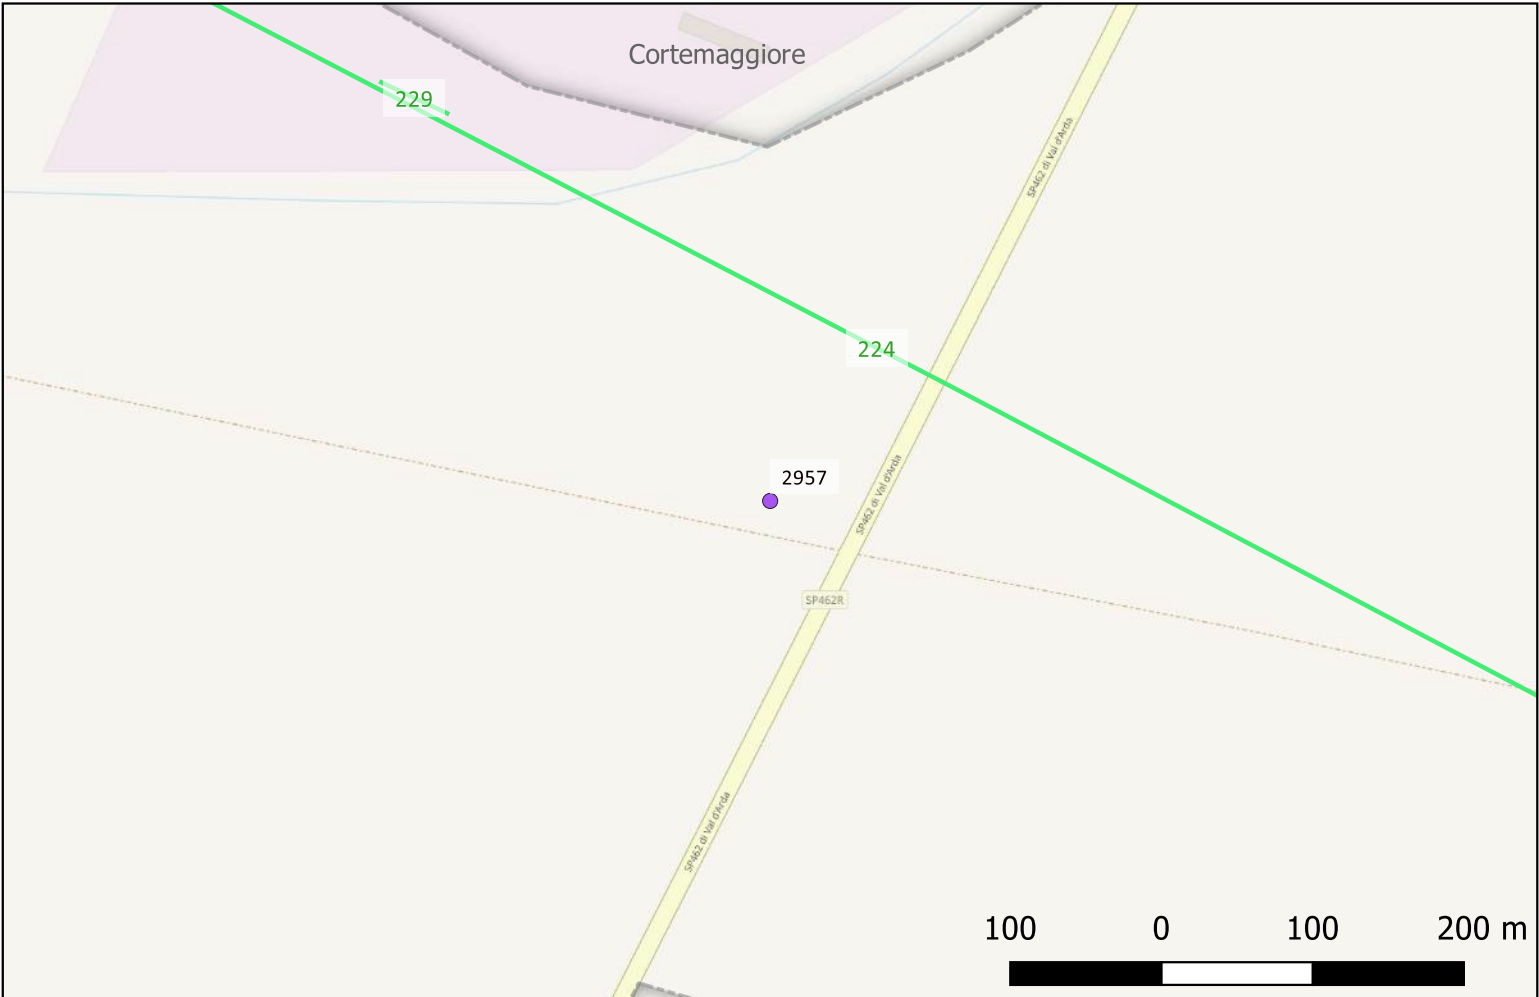 Cortemaggiore
229
SP462 di Val d'Arda
224
2957
SP462 di Val d'Arda
SP462R
SP462 di Val d'Arda
100 0 100 200 m